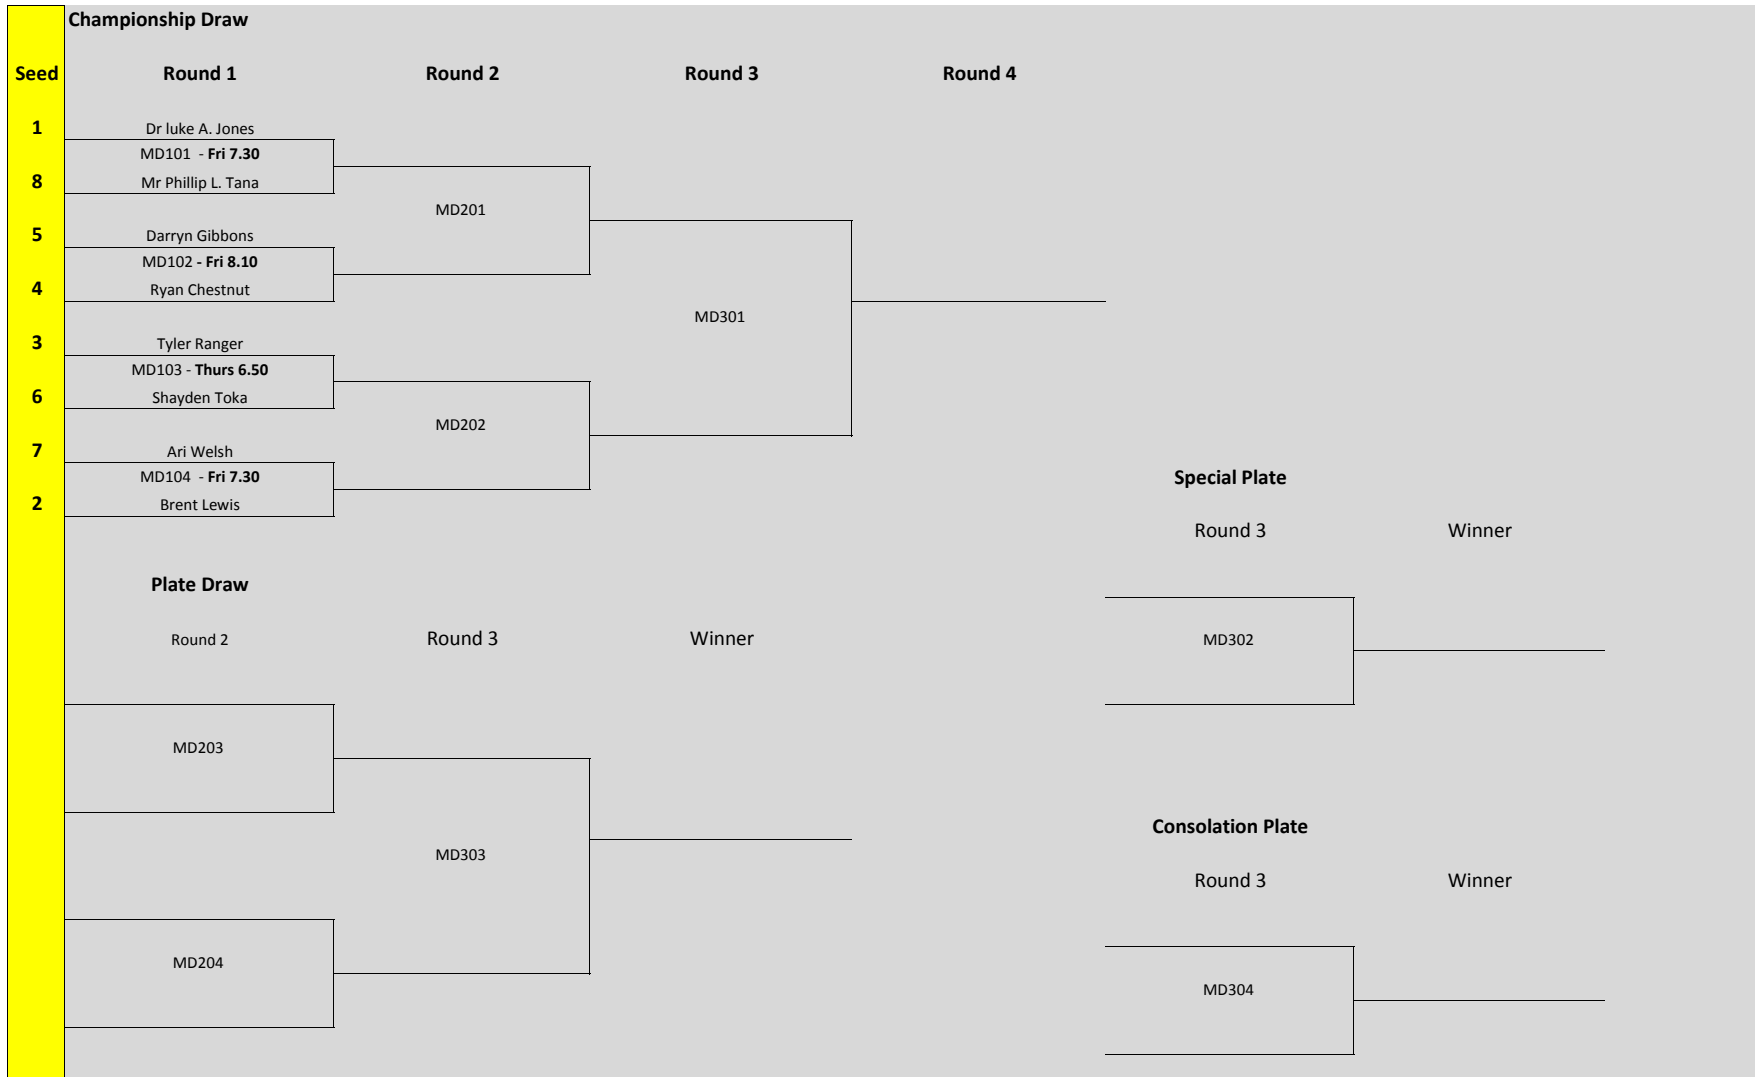 Championship Draw
Seed Round 1 Round 2 Round 3 Round 4
1 Dr luke A. Jones
MD101 - Fri 7.30
8 Mr Phillip L. Tana
MD201
5 Darryn Gibbons
MD102 - Fri 8.10
4 Ryan Chestnut
MD301
3 Tyler Ranger
MD103 - Thurs 6.50
6 Shayden Toka
MD202
7 Ari Welsh
MD104 - Fri 7.30
Special Plate
2 Brent Lewis
Round 3 Winner
Plate Draw
Round 2 Round 3 Winner
MD302
MD203
Consolation Plate
MD303
Round 3 Winner
MD204
MD304